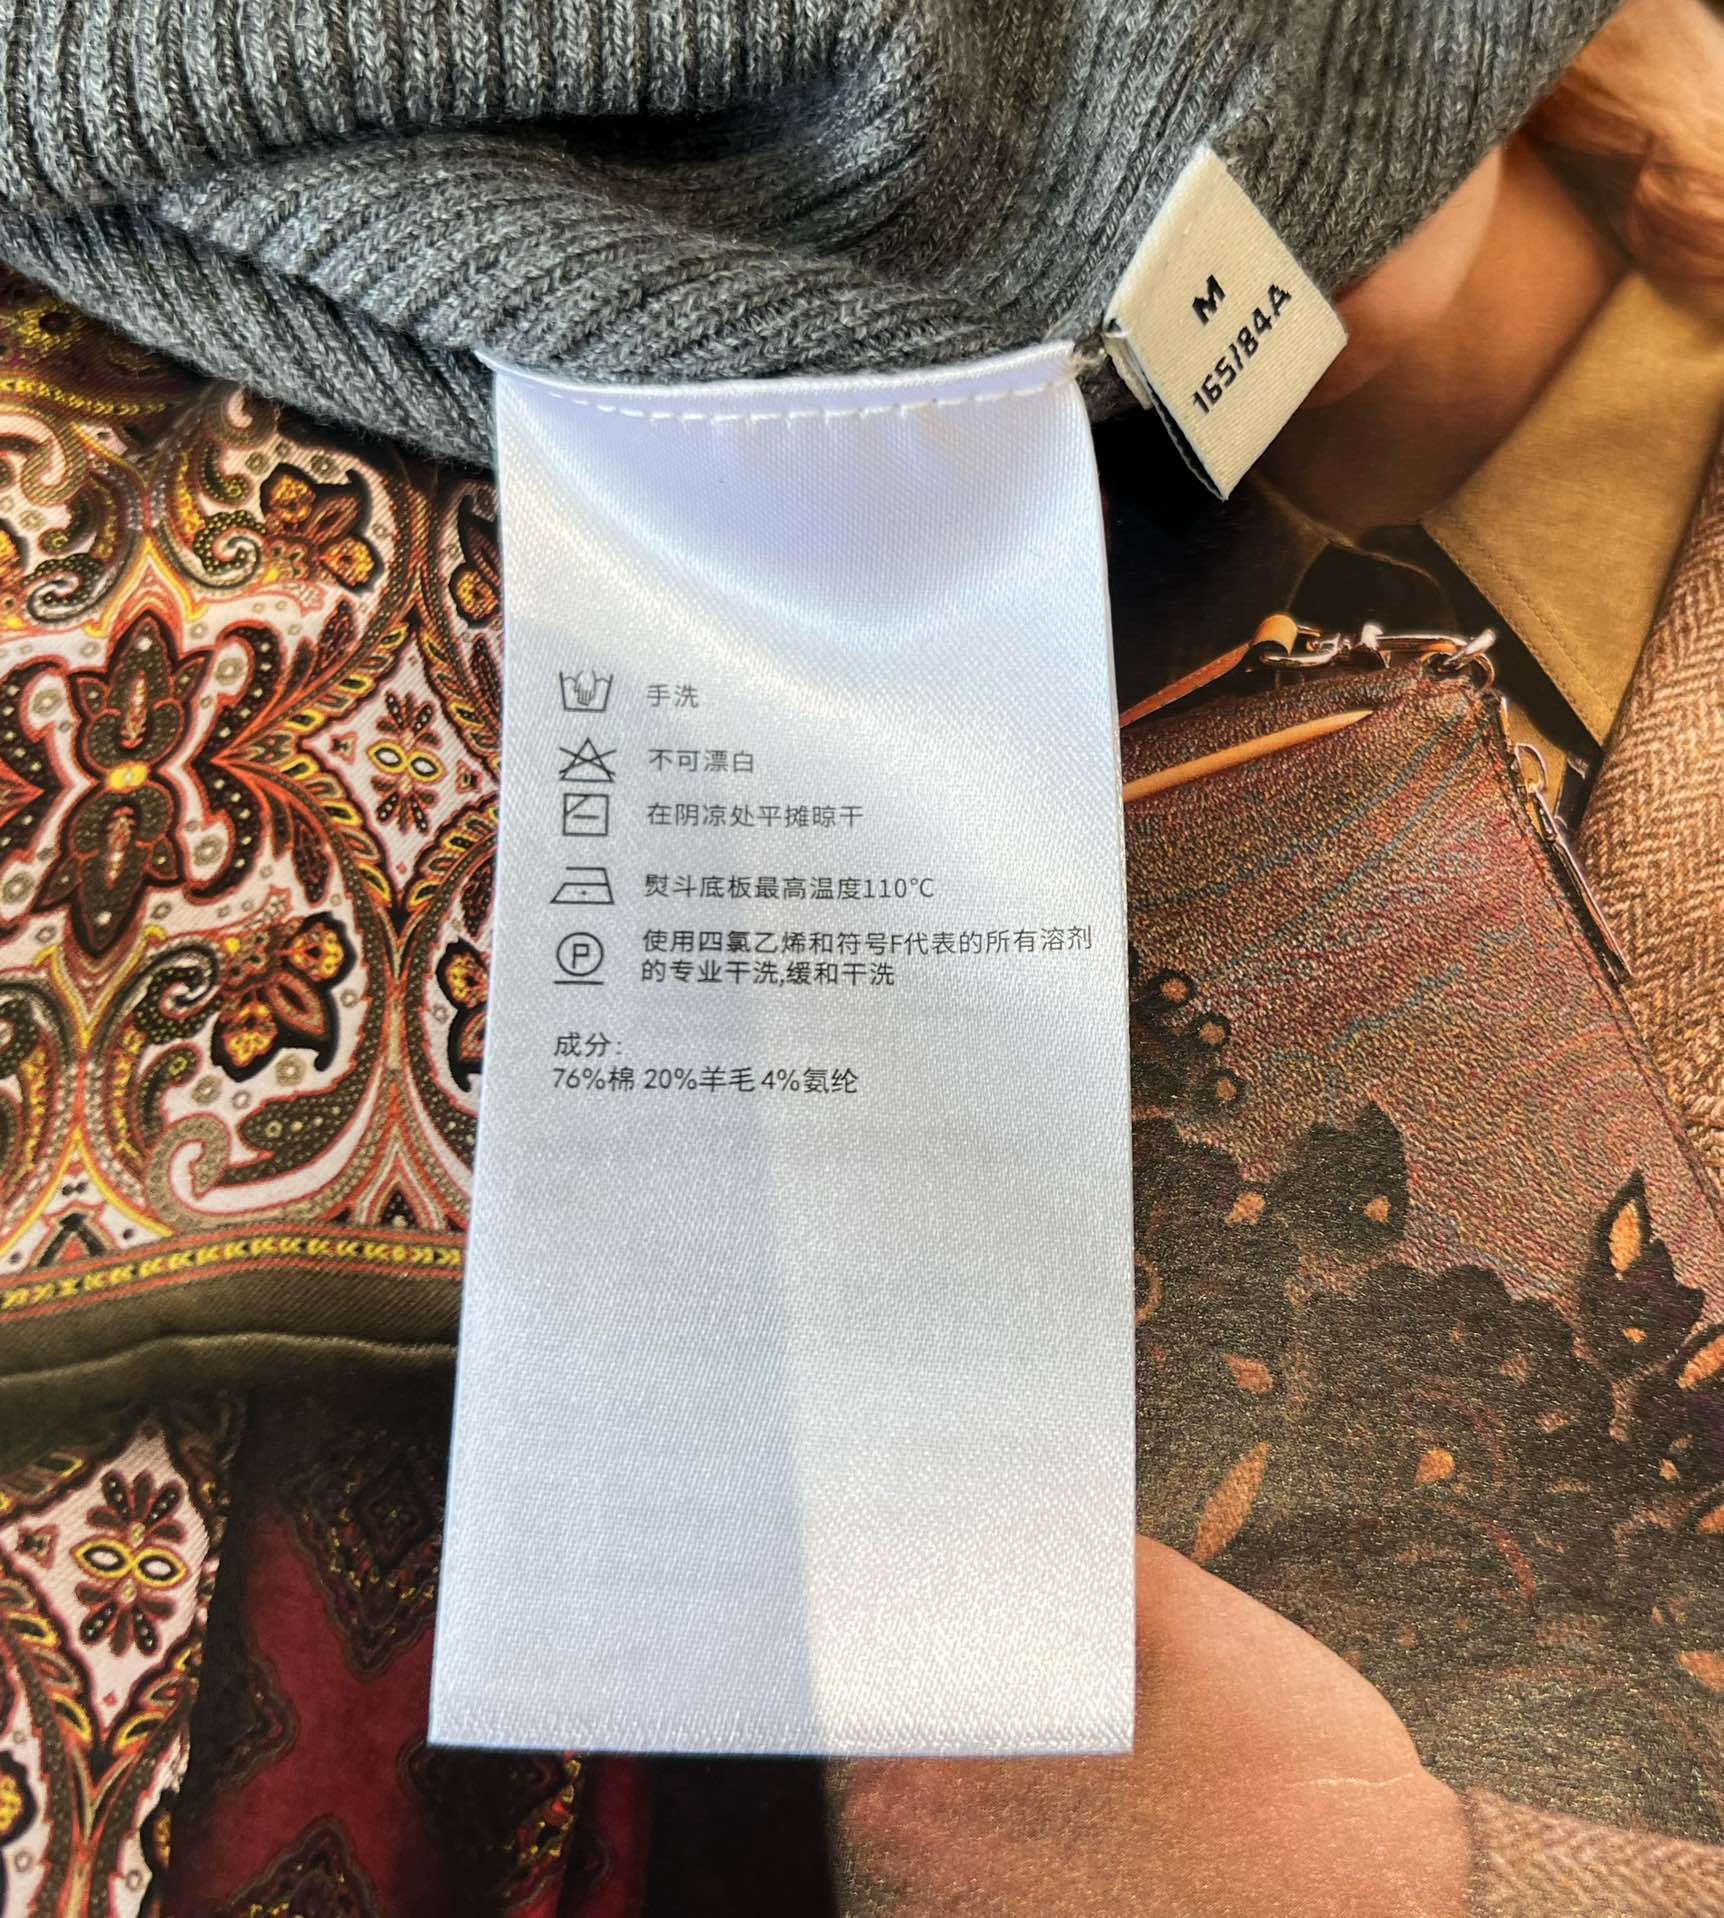 M
165/84A
手洗
不可漂白
在阴凉处平摊晾干
熨斗底板最高温度110℃
P
使用四氯乙烯和符号F代表的所有溶剂
的专业干洗,缓和干洗
成分:
76%棉 20%羊毛 4%氨纶